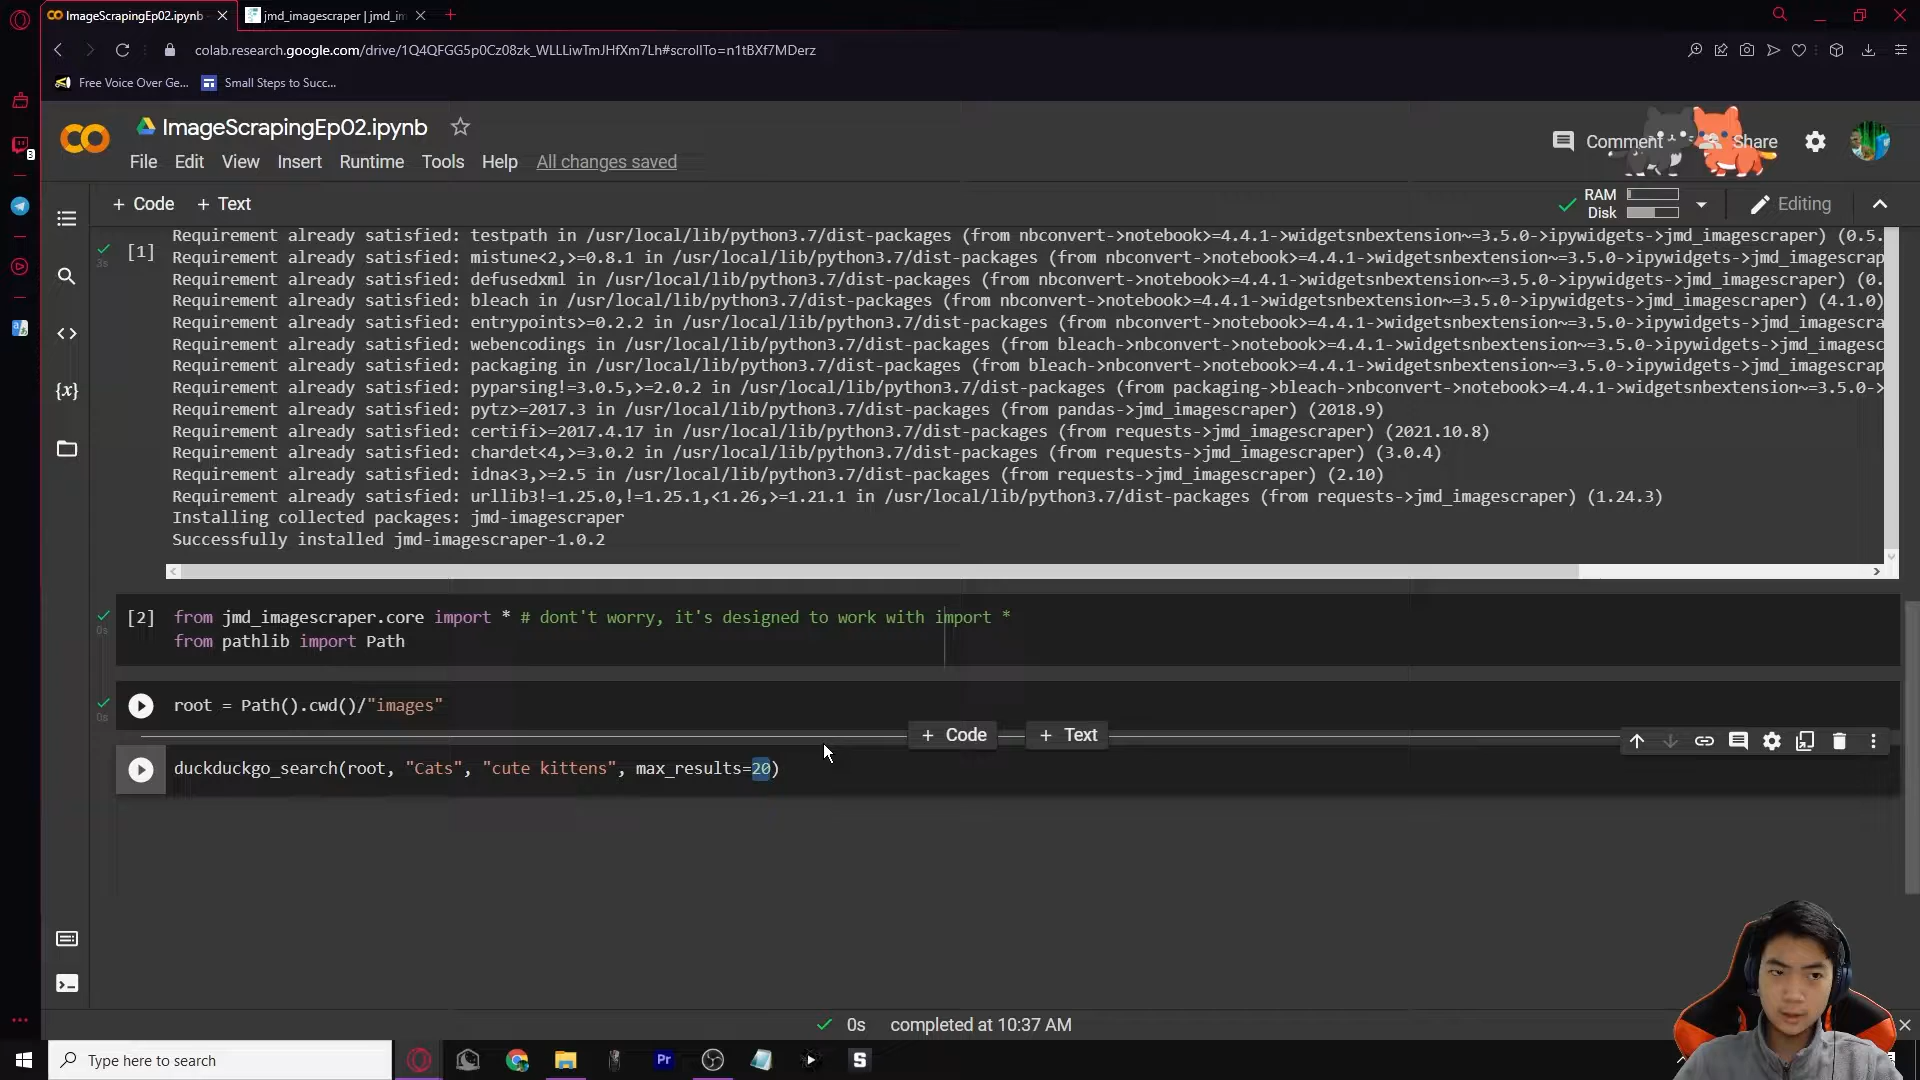 ImageScrapingEp02.ipynb
jmd_imagescraper | jmd_in
colab.research.google.com/drive/1Q4QFGG5p0Cz08zk_WLLLiwTmJHfXm7Lh#scrollTo=n1tBXf7MDerz
Free Voice Over Ge...
Small Steps to Succ...
ImageScrapingEp02.ipynb
Comment
Share
File Edit View Insert Runtime Tools Help All changes saved
+ Code + Text
RAM
Disk
Editing
3
[1]
3s
Requirement already satisfied: testpath in /usr/local/lib/python3.7/dist-packages (from nbconvert->notebook>=4.4.1->widgetsnbextension~=3.5.0->ipywidgets->jmd_imagescraper) (0.5.
Requirement already satisfied: mistune<2,>=0.8.1 in /usr/local/lib/python3.7/dist-packages (from nbconvert->notebook>=4.4.1->widgetsnbextension~=3.5.0->ipywidgets->jmd_imagescrap
Requirement already satisfied: defusedxml in /usr/local/lib/python3.7/dist-packages (from nbconvert->notebook>=4.4.1->widgetsnbextension~=3.5.0->ipywidgets->jmd_imagescraper) (0.
Requirement already satisfied: bleach in /usr/local/lib/python3.7/dist-packages (from nbconvert->notebook>=4.4.1->widgetsnbextension~=3.5.0->ipywidgets->jmd_imagescraper) (4.1.0)
Requirement already satisfied: entrypoints>=0.2.2 in /usr/local/lib/python3.7/dist-packages (from nbconvert->notebook>=4.4.1->widgetsnbextension~=3.5.0->ipywidgets->jmd_imagescra
Requirement already satisfied: webencodings in /usr/local/lib/python3.7/dist-packages (from bleach->nbconvert->notebook>=4.4.1->widgetsnbextension~=3.5.0->ipywidgets->jmd_imagesc
Requirement already satisfied: packaging in /usr/local/lib/python3.7/dist-packages (from bleach->nbconvert->notebook>=4.4.1->widgetsnbextension~=3.5.0->ipywidgets->jmd_imagescrap
Requirement already satisfied: pyparsing!=3.0.5,>=2.0.2 in /usr/local/lib/python3.7/dist-packages (from packaging->bleach->nbconvert->notebook>=4.4.1->widgetsnbextension~=3.5.0->
Requirement already satisfied: pytz>=2017.3 in /usr/local/lib/python3.7/dist-packages (from pandas->jmd_imagescraper) (2018.9)
Requirement already satisfied: certifi>=2017.4.17 in /usr/local/lib/python3.7/dist-packages (from requests->jmd_imagescraper) (2021.10.8)
Requirement already satisfied: chardet<4,>=3.0.2 in /usr/local/lib/python3.7/dist-packages (from requests->jmd_imagescraper) (3.0.4)
Requirement already satisfied: idna<3,>=2.5 in /usr/local/lib/python3.7/dist-packages (from requests->jmd_imagescraper) (2.10)
Requirement already satisfied: urllib3!=1.25.0,!=1.25.1,<1.26,>=1.21.1 in /usr/local/lib/python3.7/dist-packages (from requests->jmd_imagescraper) (1.24.3)
Installing collected packages: jmd-imagescraper
Successfully installed jmd-imagescraper-1.0.2
[2] from jmd_imagescraper.core import * # dont't worry, it's designed to work with import *
0s
from pathlib import Path
root = Path().cwd()/"images"
0s
+ Code + Text
duckduckgo_search(root, "Cats", "cute kittens", max_results=20)
0s completed at 10:37 AM
Type here to search
Pr
S